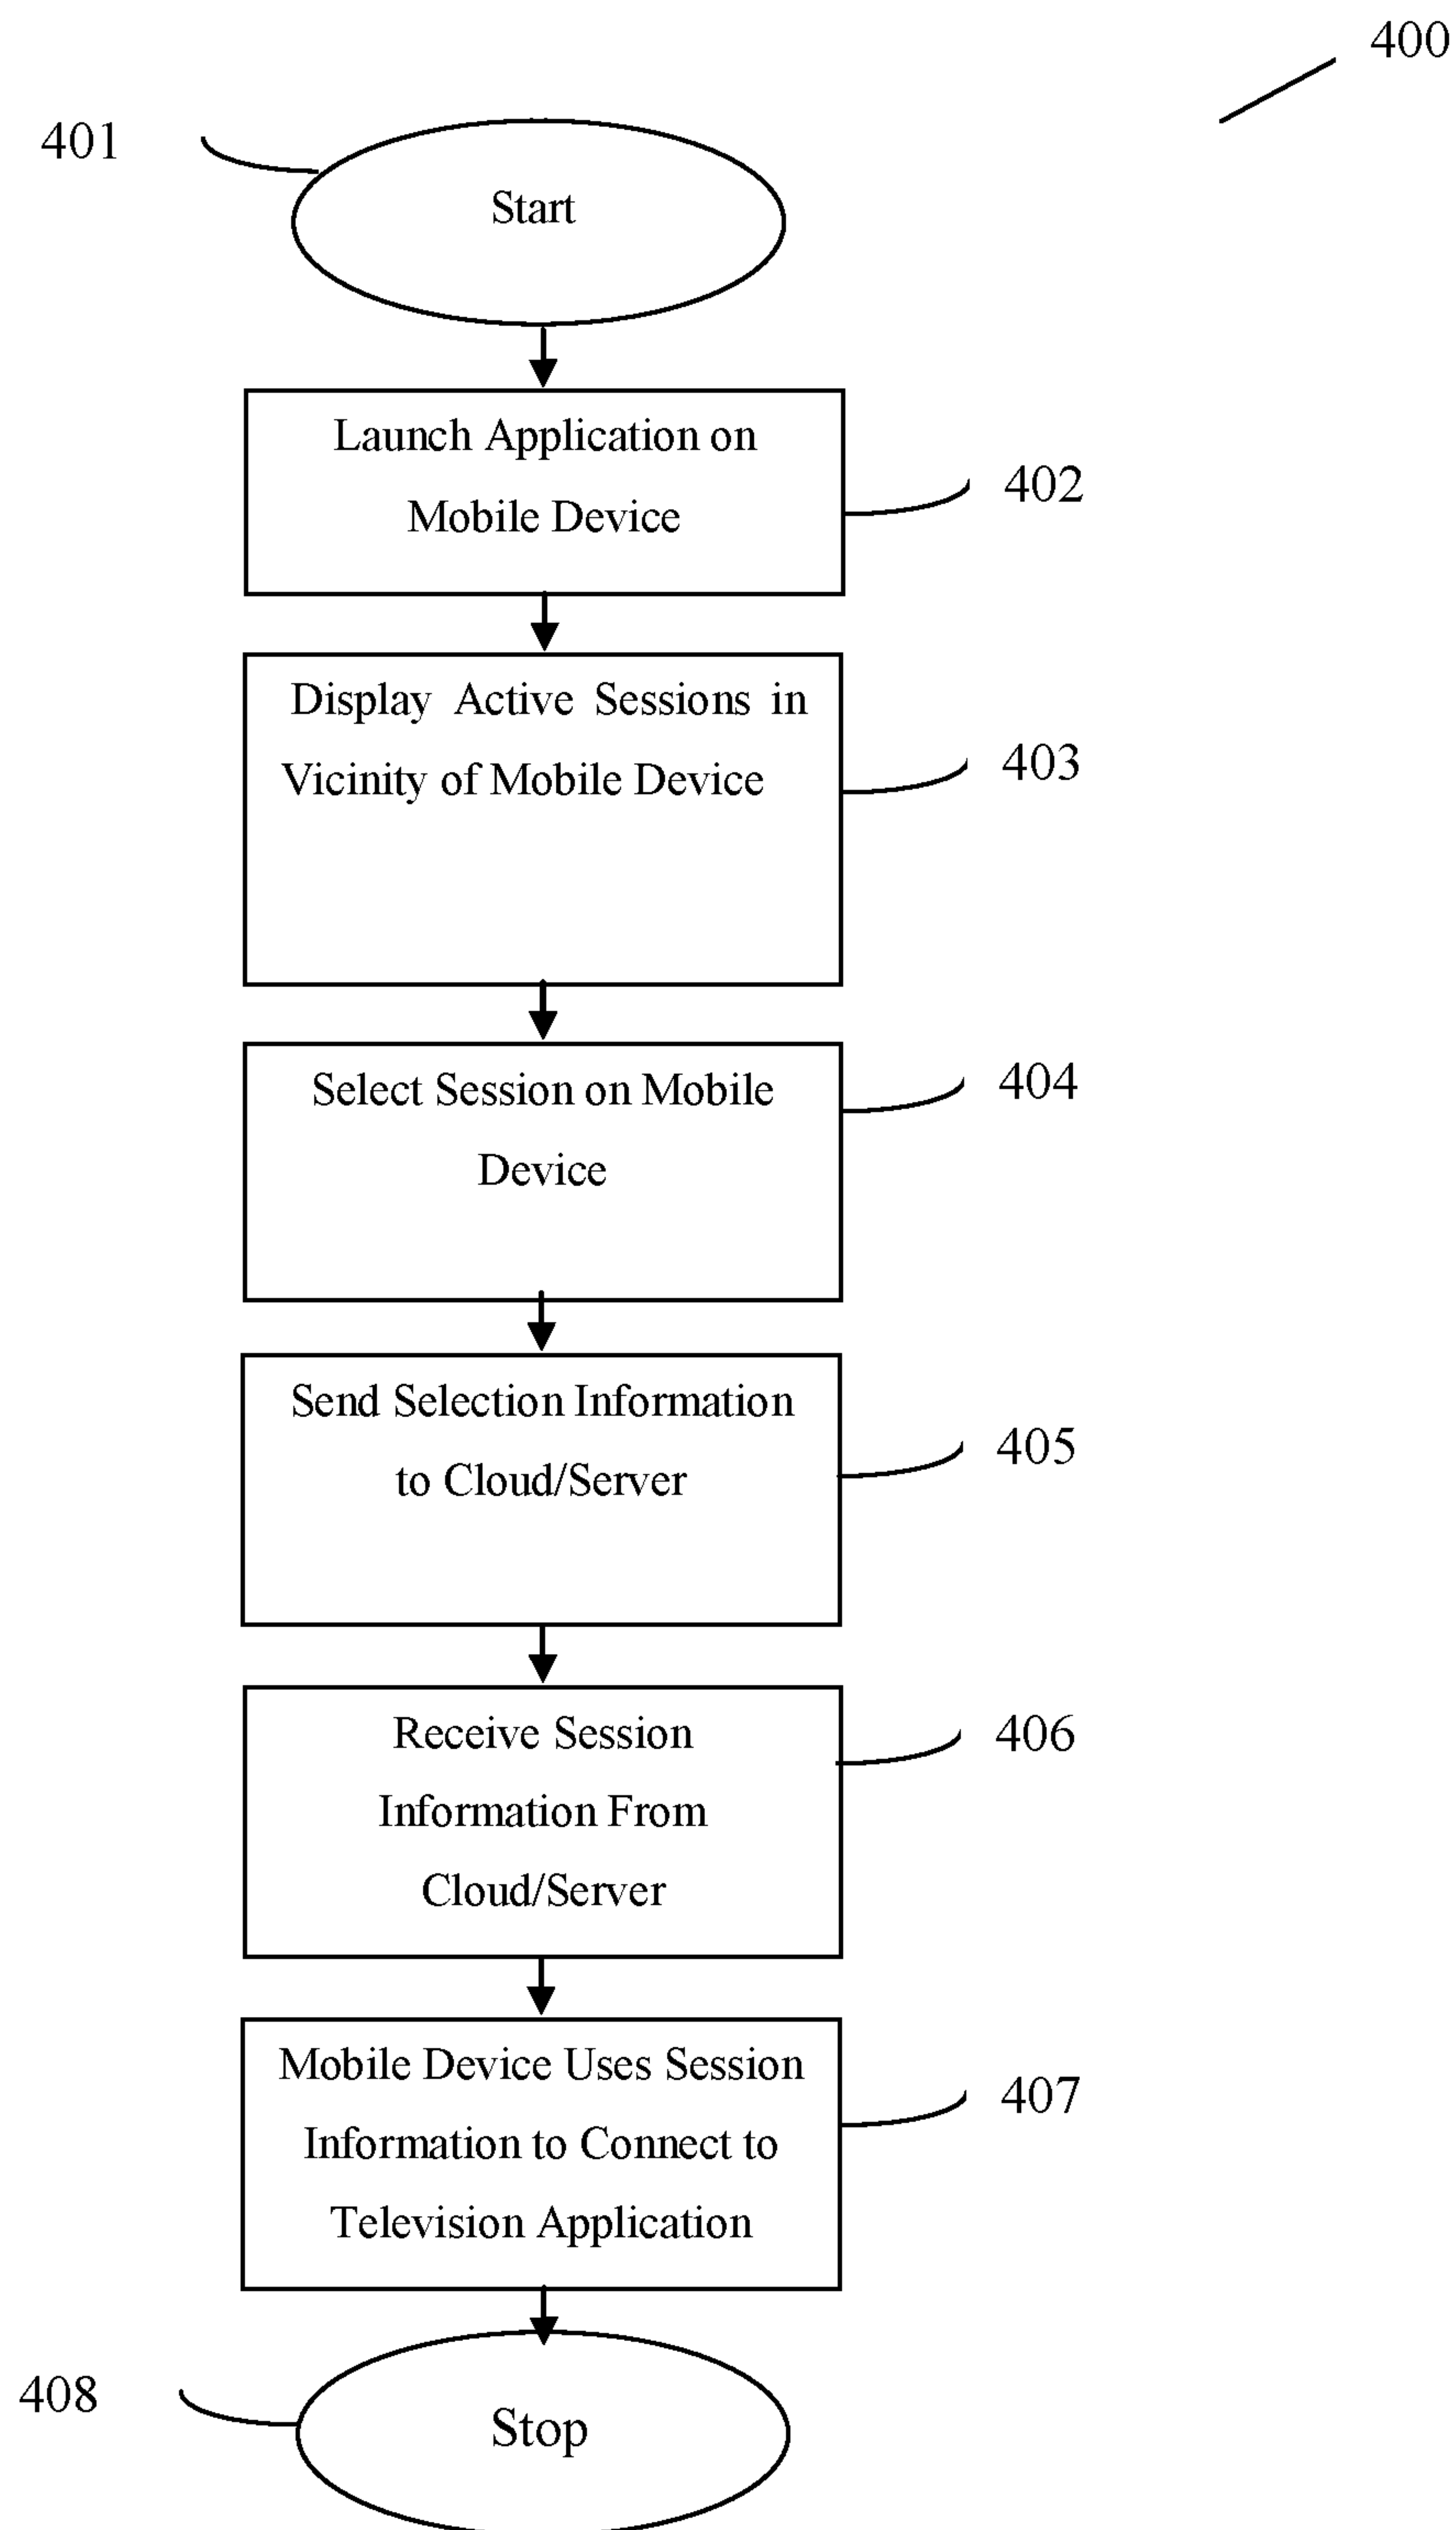 400
401
Start
Launch Application on
Mobile Device
402
Display Active Sessions in
Vicinity of Mobile Device
403
Select Session on Mobile
Device
404
Send Selection Information
to Cloud/Server
405
Receive Session
Information From
Cloud/Server
406
Mobile Device Uses Session
Information to Connect to
Television Application
407
408
Stop